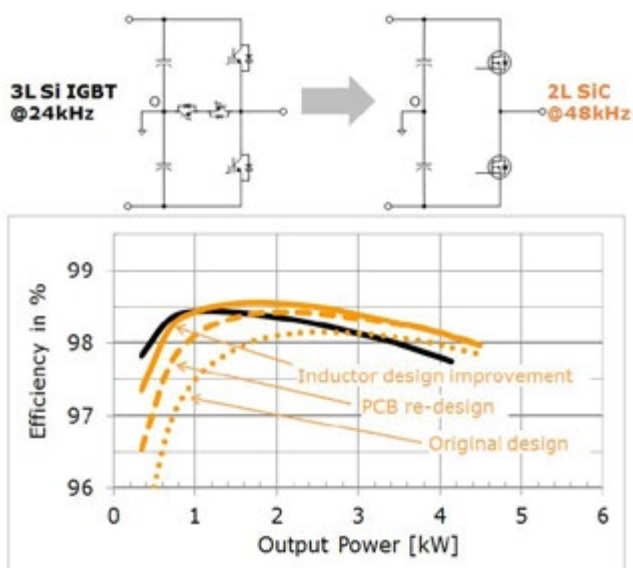 3L Si IGBT
@24kHz
2L SiC
@48kHz
99
98
97
96
Efficiency in %
Inductor design improvement
PCB re-design
Original design
0 1 2 3 4 5 6
Output Power [kW]